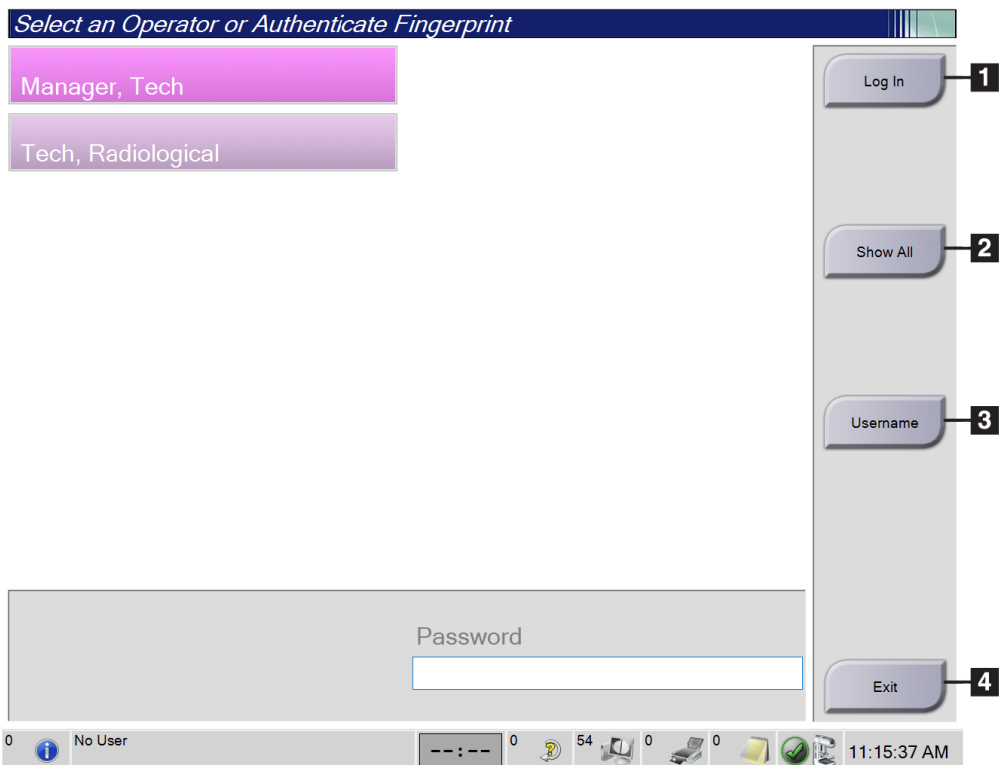 Select an Operator or Authenticate Fingerprint
Manager, Tech
Tech, Radiological
Log In
1
Show All
2
Username
3
Password
Exit
4
0
No User
--:--
0
54
0
0
11:15:37 AM